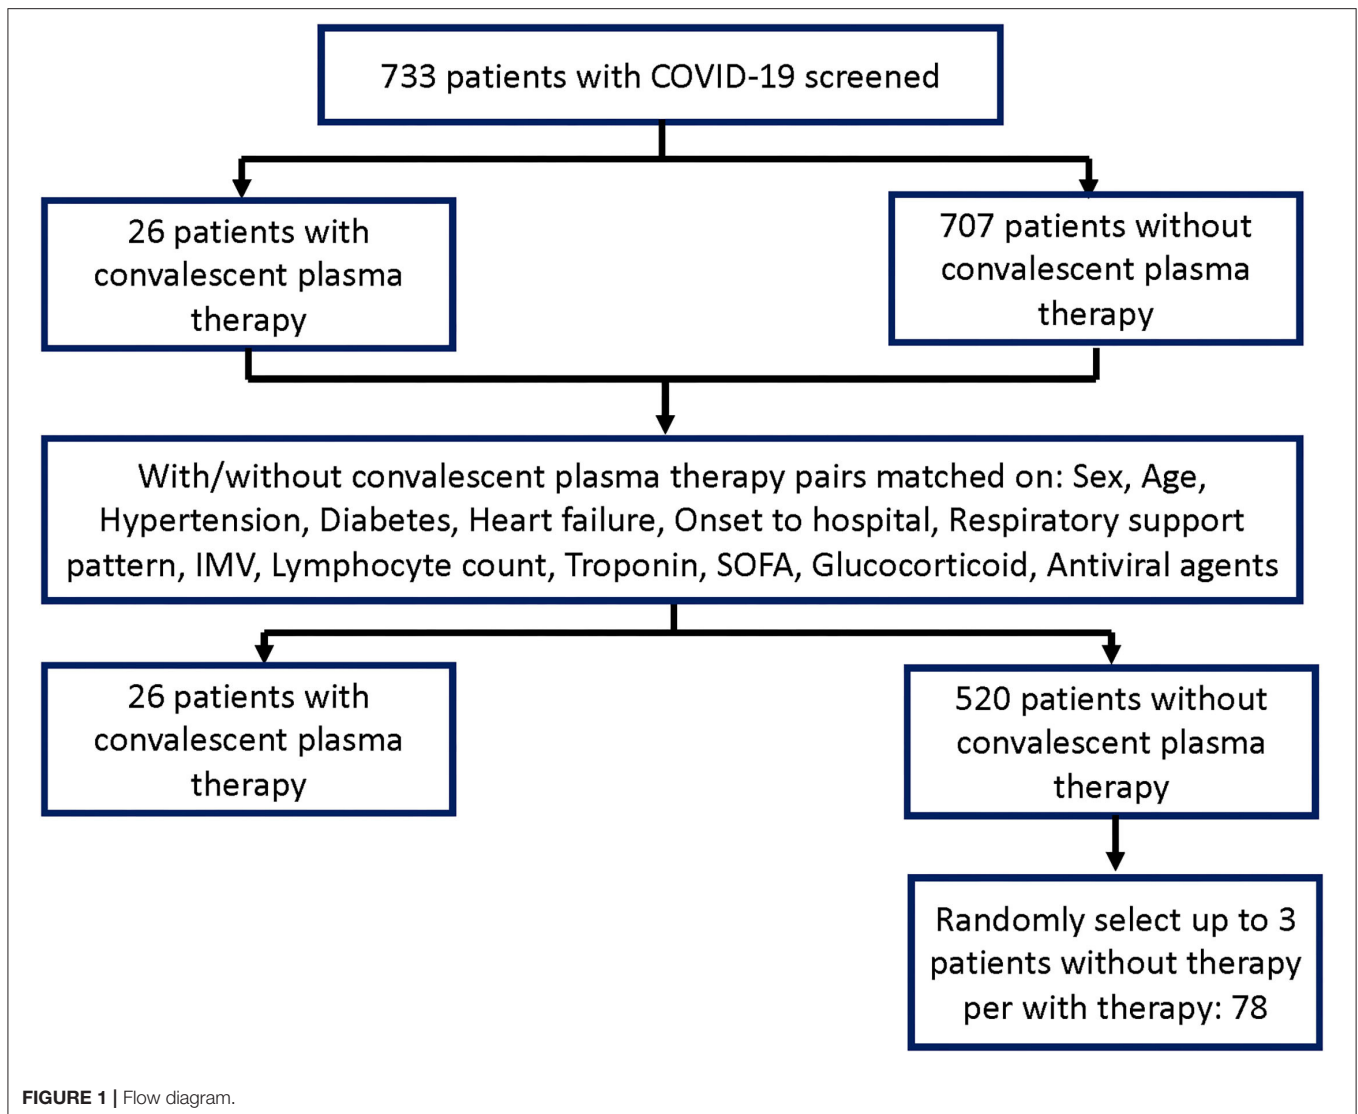 733 patients with COVID-19 screened
26 patients with
convalescent plasma
therapy
707 patients without
convalescent plasma
therapy
With/without convalescent plasma therapy pairs matched on: Sex, Age,
Hypertension, Diabetes, Heart failure, Onset to hospital, Respiratory support
pattern, IMV, Lymphocyte count, Troponin, SOFA, Glucocorticoid, Antiviral agents
26 patients with
convalescent plasma
therapy
520 patients without
convalescent plasma
therapy
Randomly select up to 3
patients without therapy
per with therapy: 78
FIGURE 1 | Flow diagram.